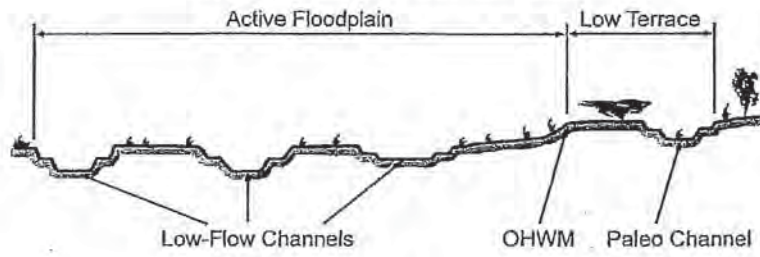 Active Floodplain
Low Terrace
Low-Flow Channels
OHWM
Paleo Channel